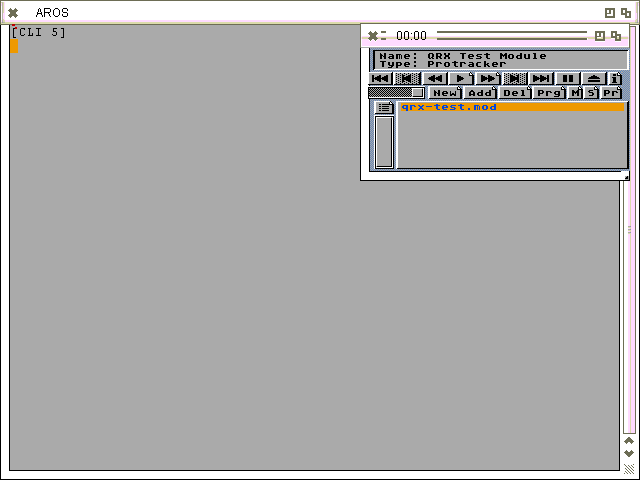 AROS
[CLI 5]
00:00
Name: QRX Test Module
Type: Protracker
New Add Del Prg M S Pr
qrx-test.mod